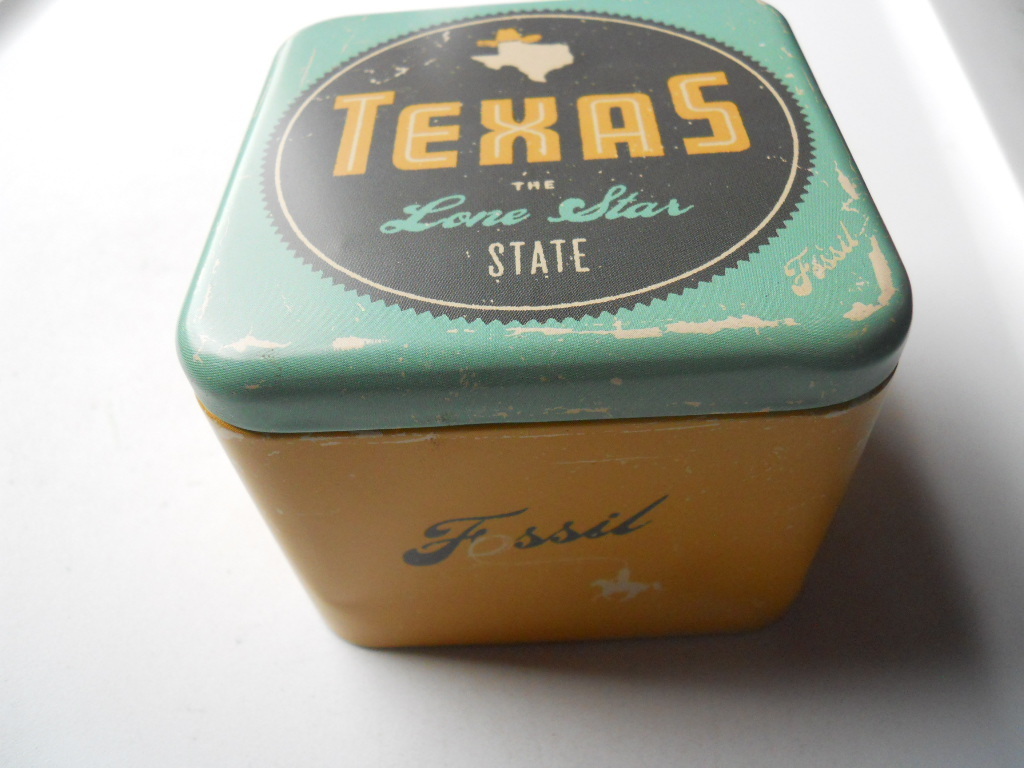 TEXAS
THE
Lone Star
STATE
Fossil
Fossil